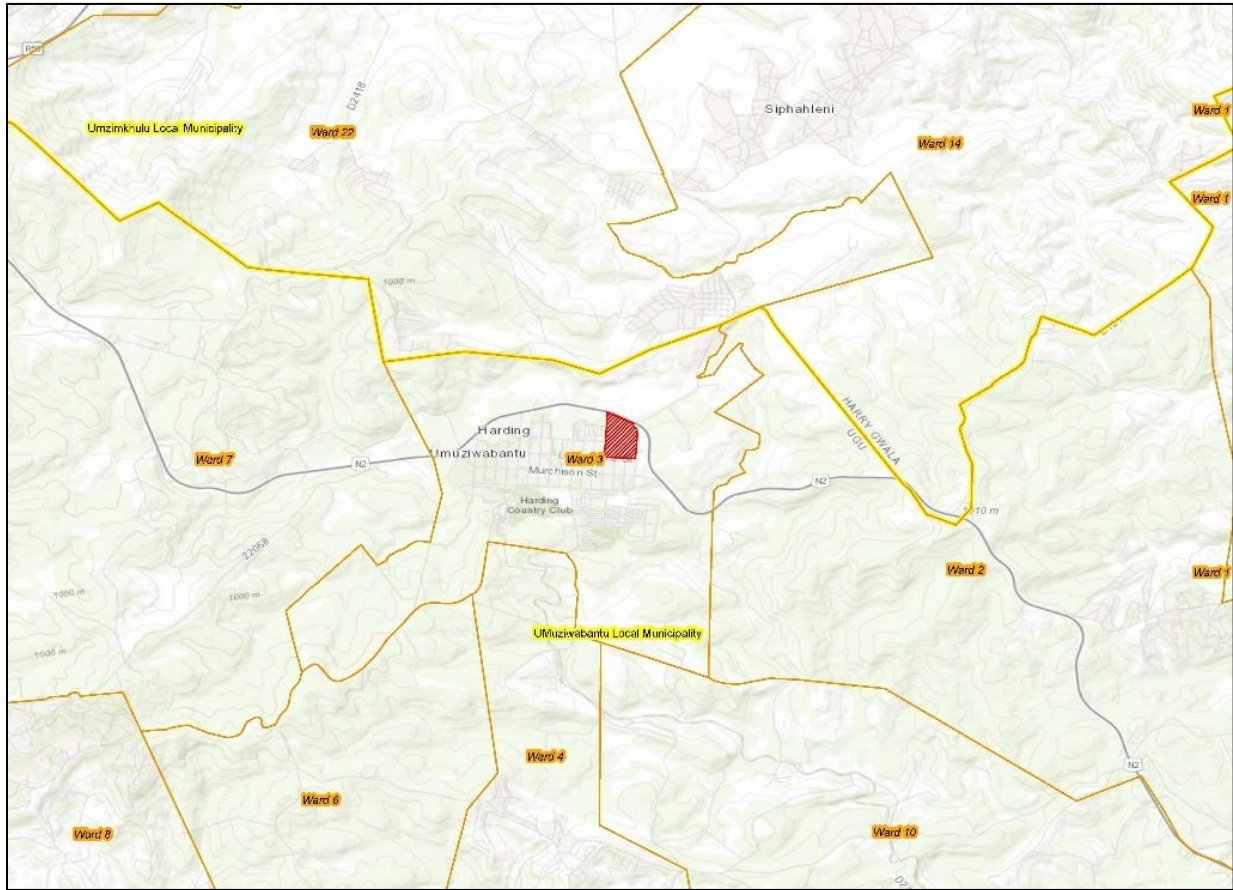 R56
D2418
Siphahleni
Ward 1
Umzimkhulu Local Municipality
Ward 22
Ward 14
Ward 1
1000 m
HARRY GWALA
UGU
Harding
Umuziwabantu
Ward 3
Ward 7
N2
Murchison St
N2
Harding
Country Club
1010 m
22068
Ward 2
Ward 1
1000 m
1000 m
UMuziwabantu Local Municipality
1000 m
Ward 4
N2
Ward 6
Ward 8
Ward 10